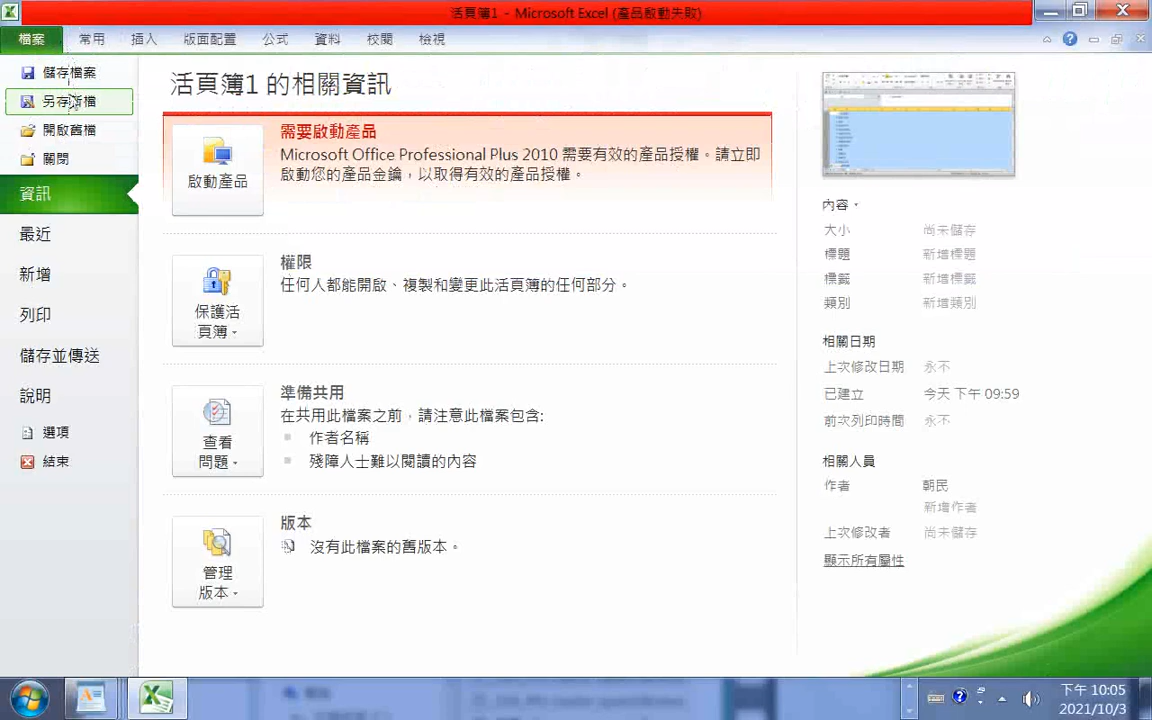 活頁簿1 - Microsoft Excel (產品啟動失敗)
檔案 常用 插入 版面配置 公式 資料 校閱 檢視
儲存檔案
另存新檔
開啟舊檔
關閉
資訊
最近
新增
列印
儲存並傳送
說明
選項
結束
活頁簿1 的相關資訊
啟動產品
需要啟動產品
Microsoft Office Professional Plus 2010 需要有效的產品授權。請立即
啟動您的產品金鑰，以取得有效的產品授權。
保護活
頁簿
權限
任何人都能開啟、複製和變更此活頁簿的任何部分。
查看
問題
準備共用
在共用此檔案之前，請注意此檔案包含:
作者名稱
殘障人士難以閱讀的內容
管理
版本
版本
沒有此檔案的舊版本。
內容
大小 尚未儲存
標題 新增標題
標籤 新增標籤
類別 新增類別
相關日期
上次修改日期 永不
已建立 今天 下午 09:59
前次列印時間 永不
相關人員
作者 朝民
新增作者
上次修改者 尚未儲存
顯示所有屬性
下午 10:05
2021/10/3